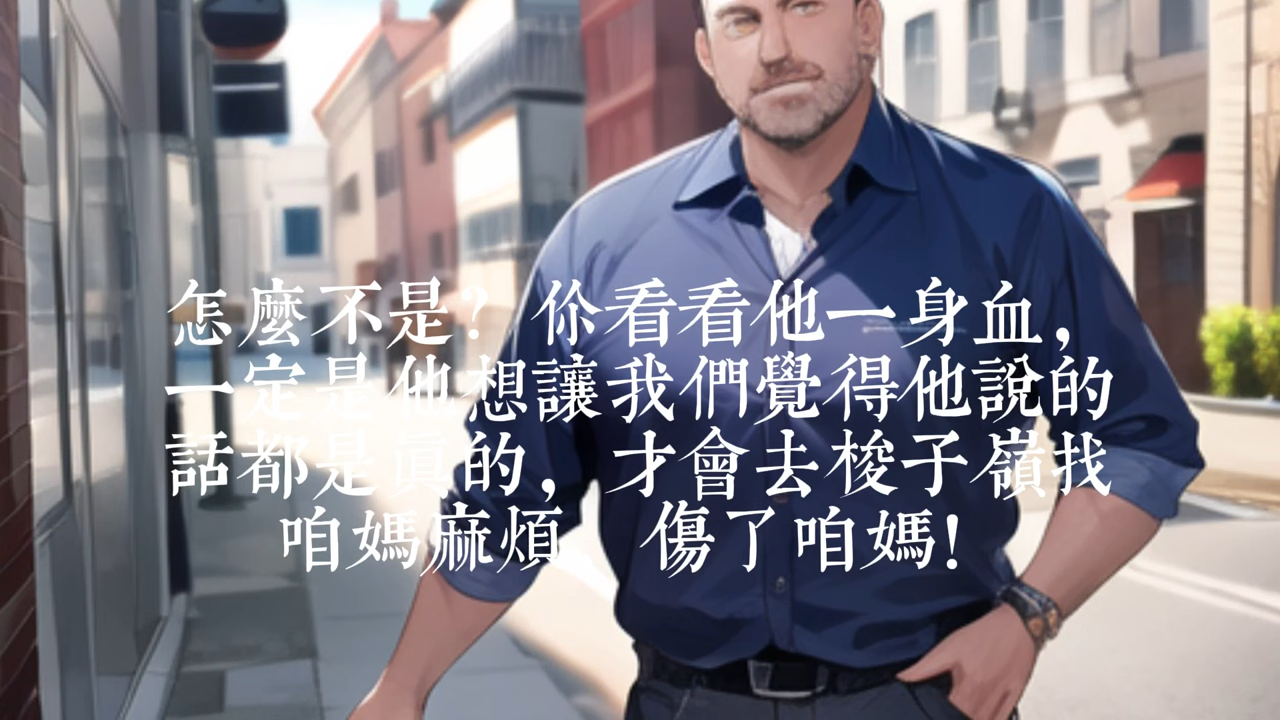 怎麼不是？你看看他一身血，
一定是他想讓我們覺得他說的
話都是真的，才會去梭子嶺找
咱媽麻煩、傷了咱媽！